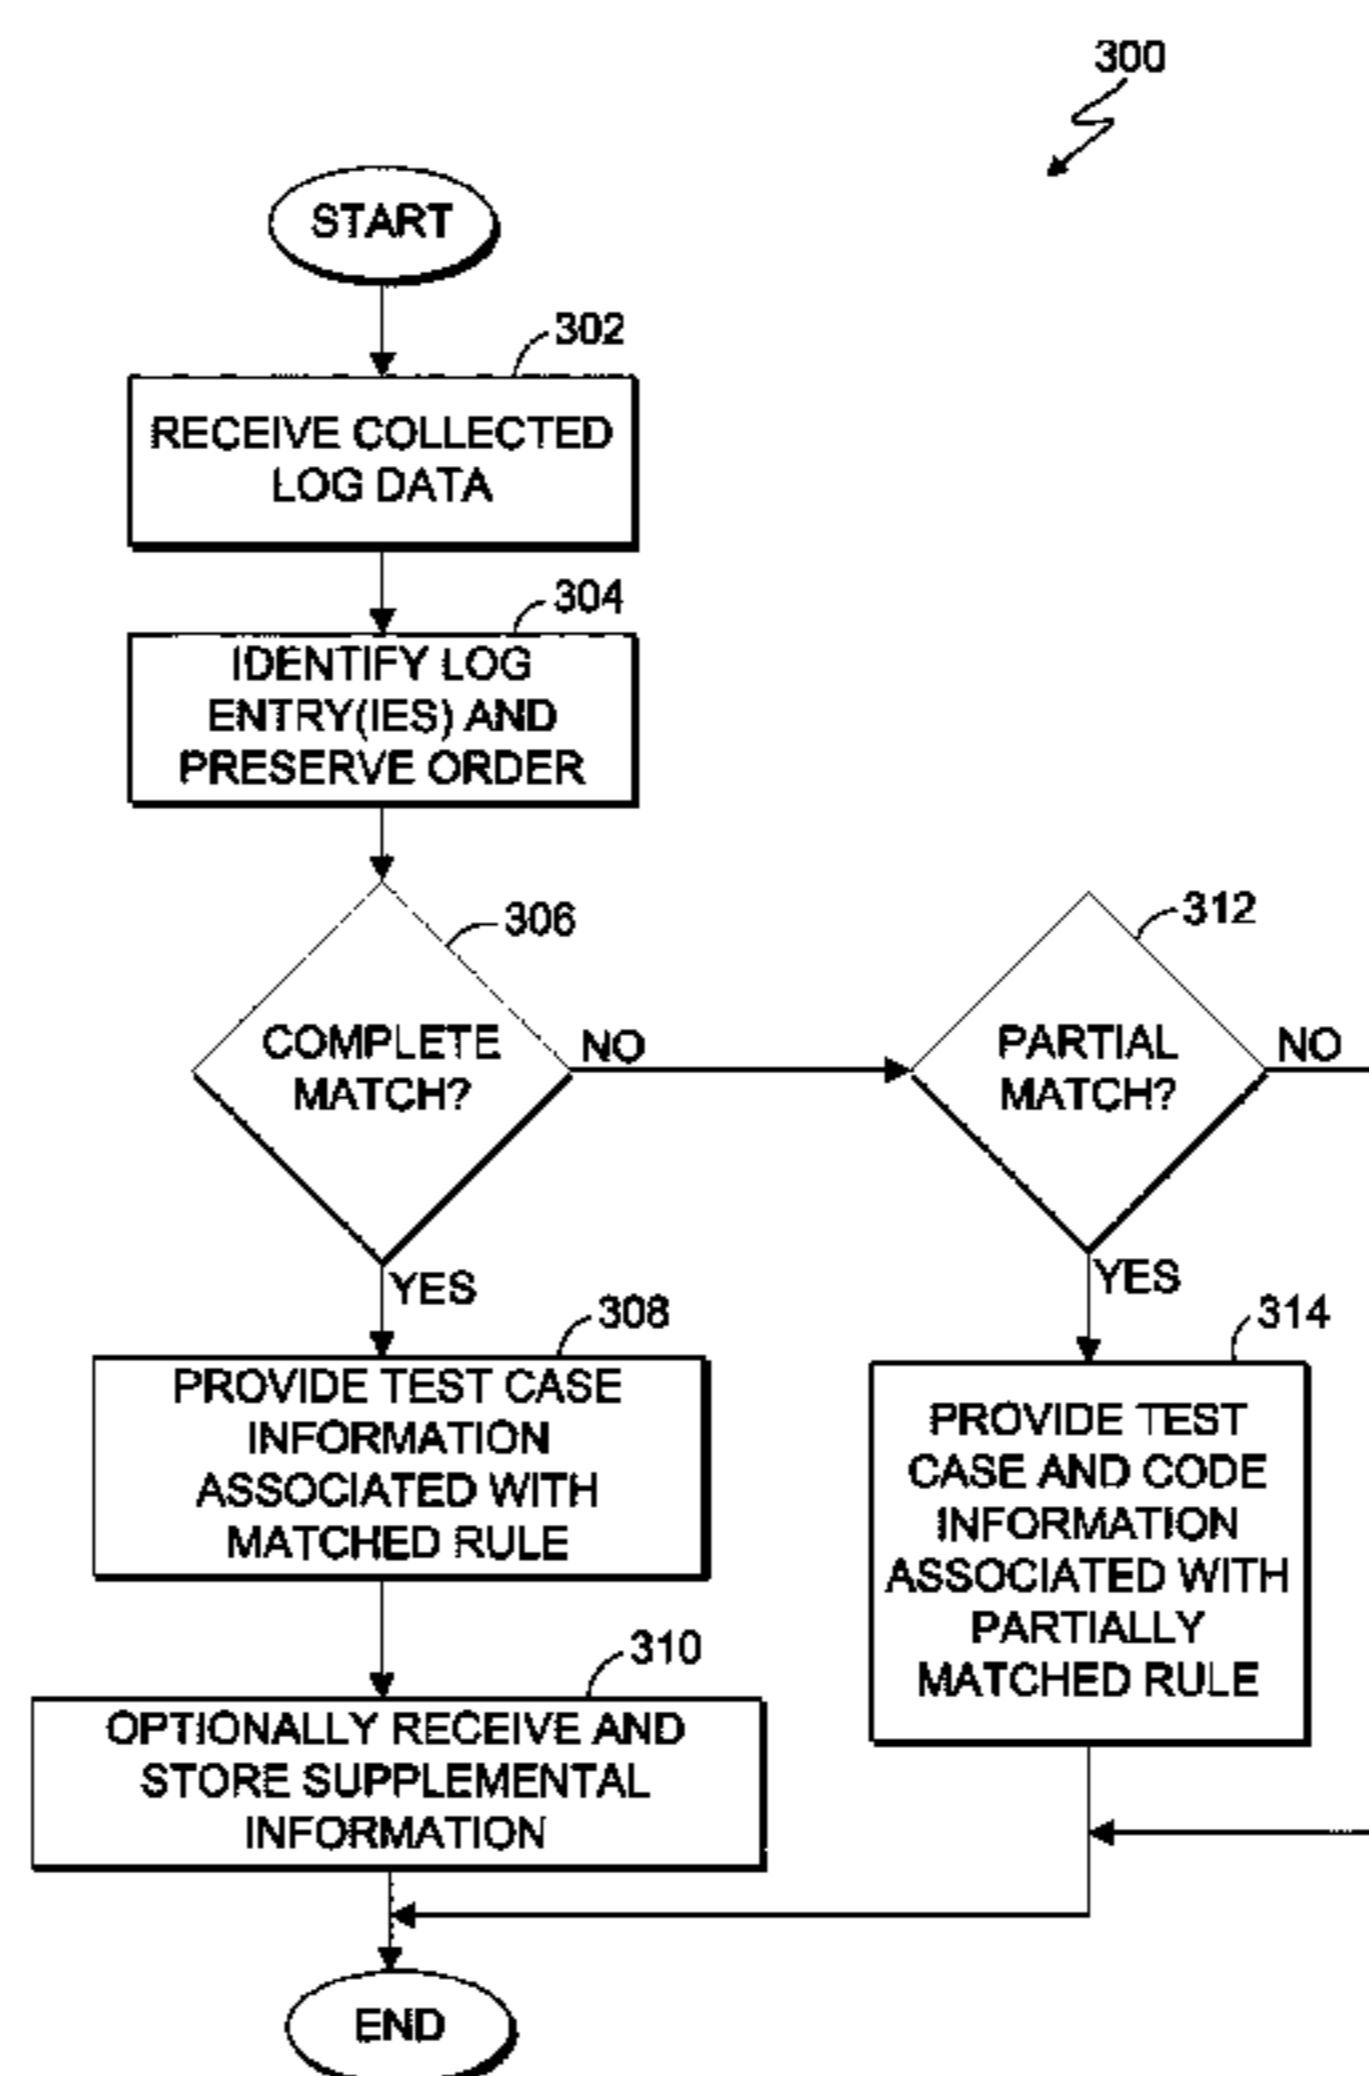 300
START
302
RECEIVE COLLECTED
LOG DATA
304
IDENTIFY LOG
ENTRY(IES) AND
PRESERVE ORDER
306
COMPLETE
MATCH?
NO
YES
312
PARTIAL
MATCH?
NO
YES
308
PROVIDE TEST CASE
INFORMATION
ASSOCIATED WITH
MATCHED RULE
314
PROVIDE TEST
CASE AND CODE
INFORMATION
ASSOCIATED WITH
PARTIALLY
MATCHED RULE
310
OPTIONALLY RECEIVE AND
STORE SUPPLEMENTAL
INFORMATION
END